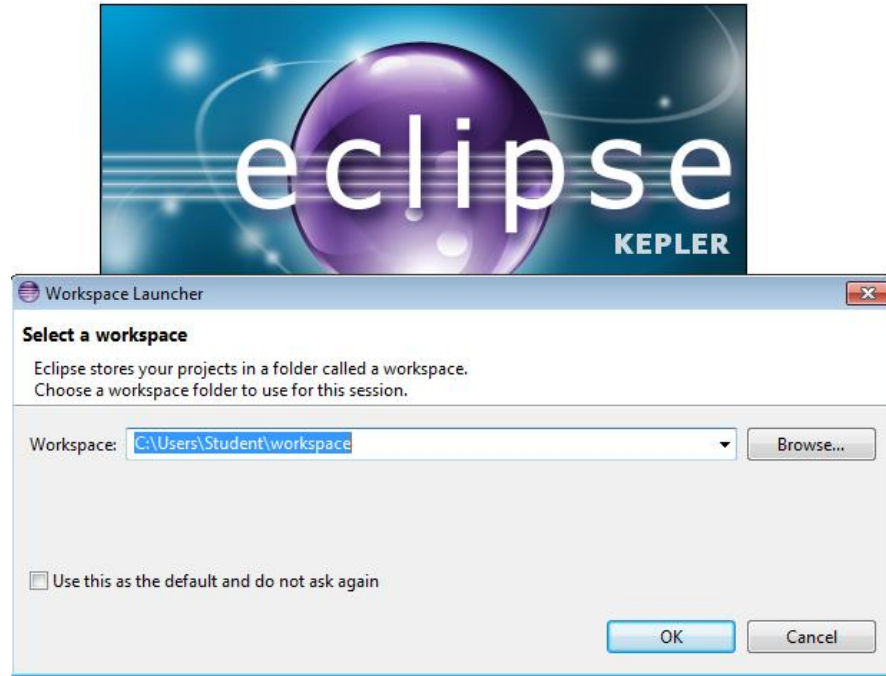 eclipse
KEPLER
Workspace Launcher
Select a workspace
Eclipse stores your projects in a folder called a workspace.
Choose a workspace folder to use for this session.
Workspace: C:\Users\Student\workspace Browse...
Use this as the default and do not ask again
OK Cancel